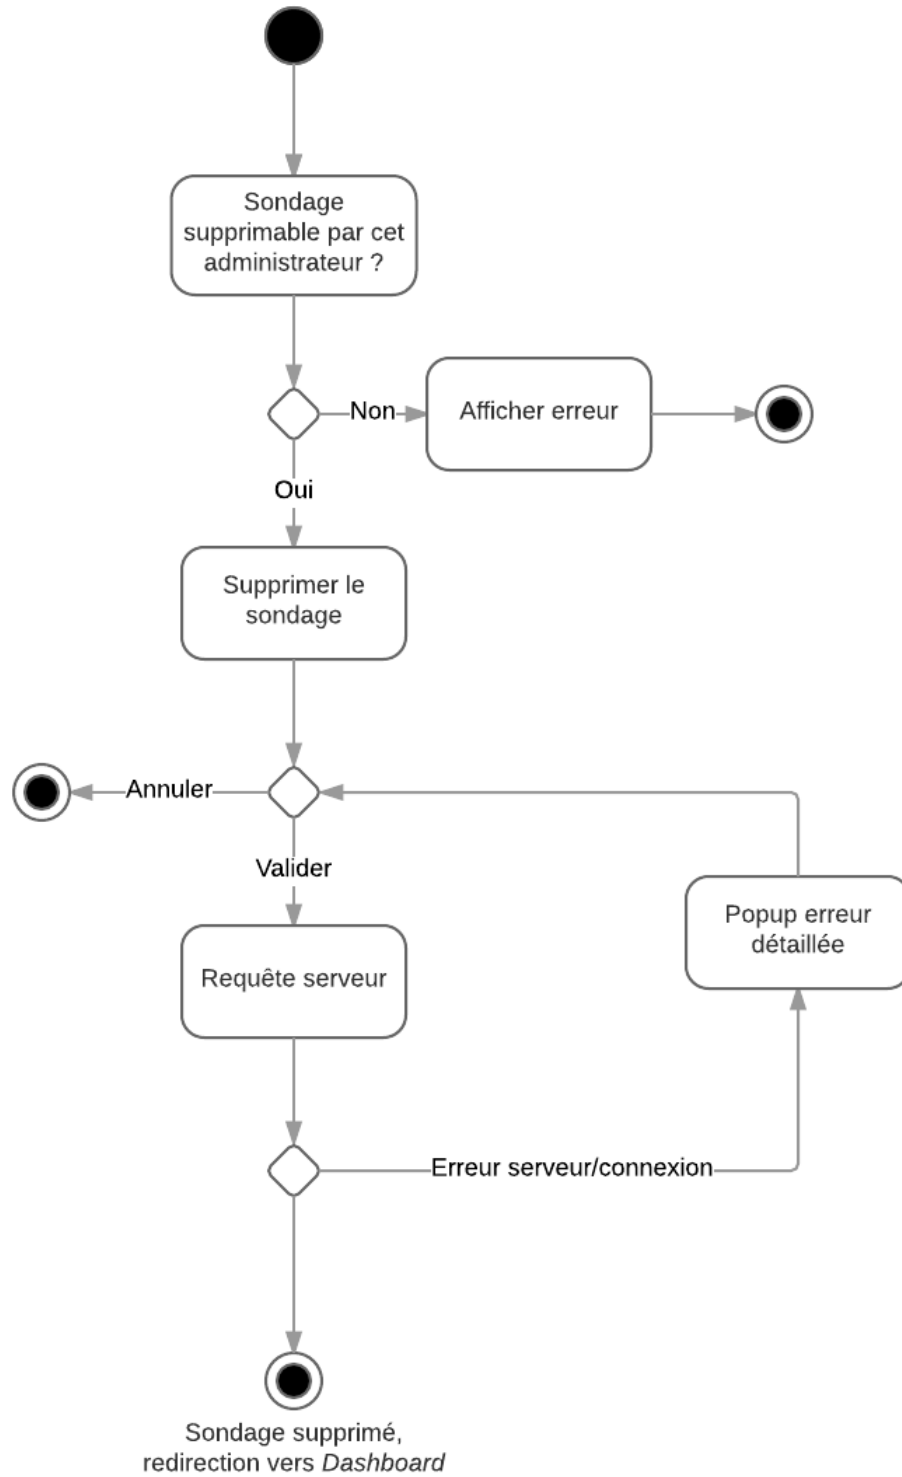 Sondage
supprimable par cet
administrateur ?
Non
Afficher erreur
Oui
Supprimer le
sondage
Annuler
Valider
Popup erreur
détaillée
Requête serveur
Erreur serveur/connexion
Sondage supprimé,
redirection vers Dashboard